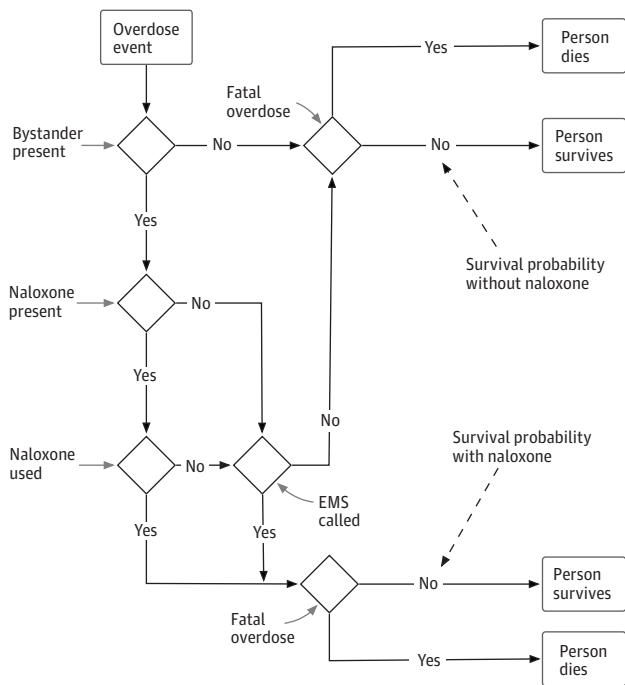 Overdose
event
Person
dies
Yes
Fatal
overdose
Bystander
present
No
No
Person
survives
Yes
Survival probability
without naloxone
Naloxone
present
No
Yes
No
Survival probability
with naloxone
Naloxone
used
No
EMS
called
Yes
Yes
No
Person
survives
Fatal
overdose
Yes
Person
dies